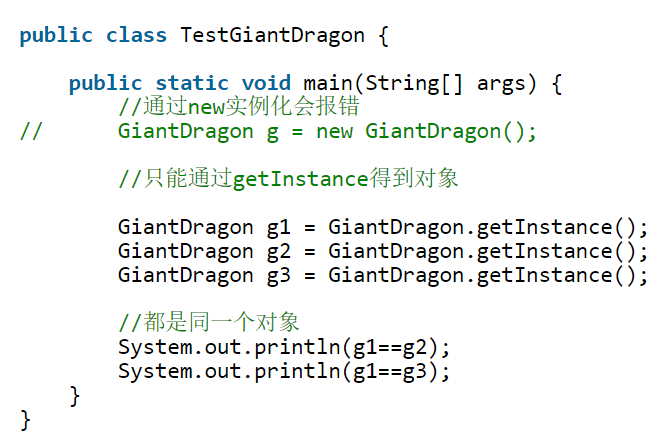 public class TestGiantDragon {
public static void main(String[] args) {
//通过new实例化会报错
// GiantDragon g = new GiantDragon();
//只能通过getInstance得到对象
GiantDragon g1 = GiantDragon.getInstance();
GiantDragon g2 = GiantDragon.getInstance();
GiantDragon g3 = GiantDragon.getInstance();
//都是同一个对象
System.out.println(g1==g2);
System.out.println(g1==g3);
}
}